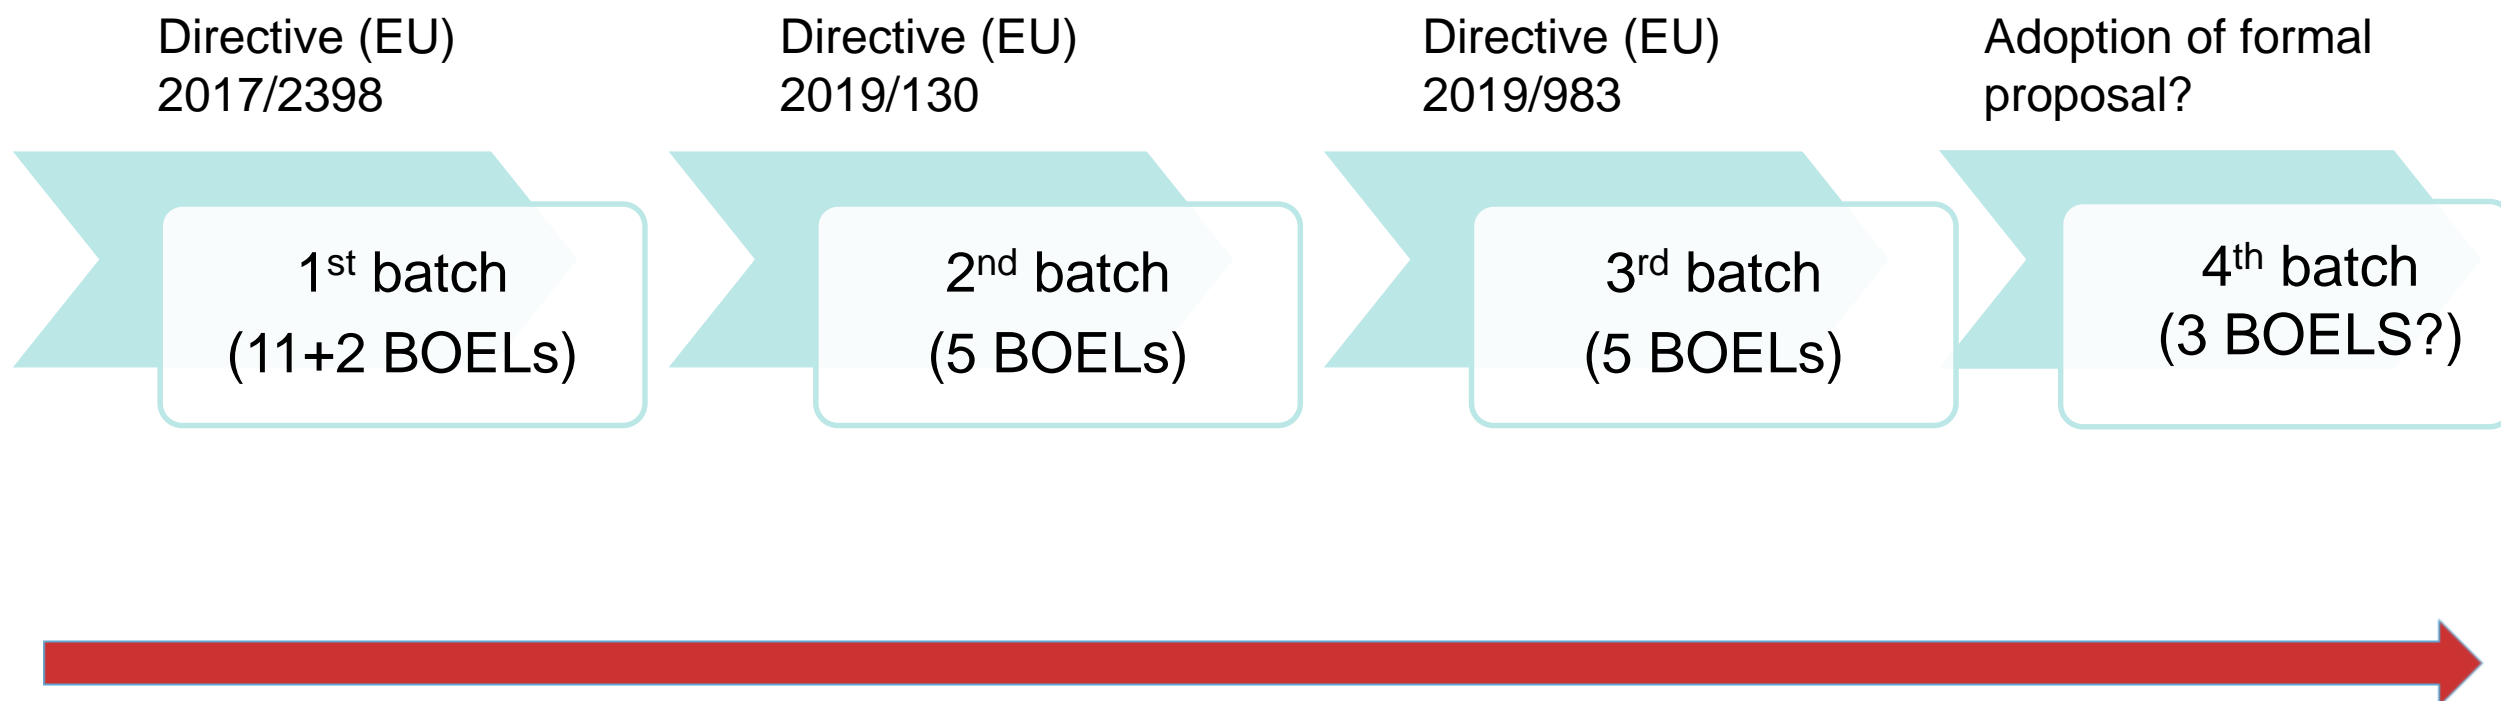 Directive (EU)
2017/2398
Directive (EU)
2019/130
Directive (EU)
2019/983
Adoption of formal
proposal?
1st batch
(11+2 BOELs)
2nd batch
(5 BOELs)
3rd batch
(5 BOELs)
4th batch
(3 BOELS?)